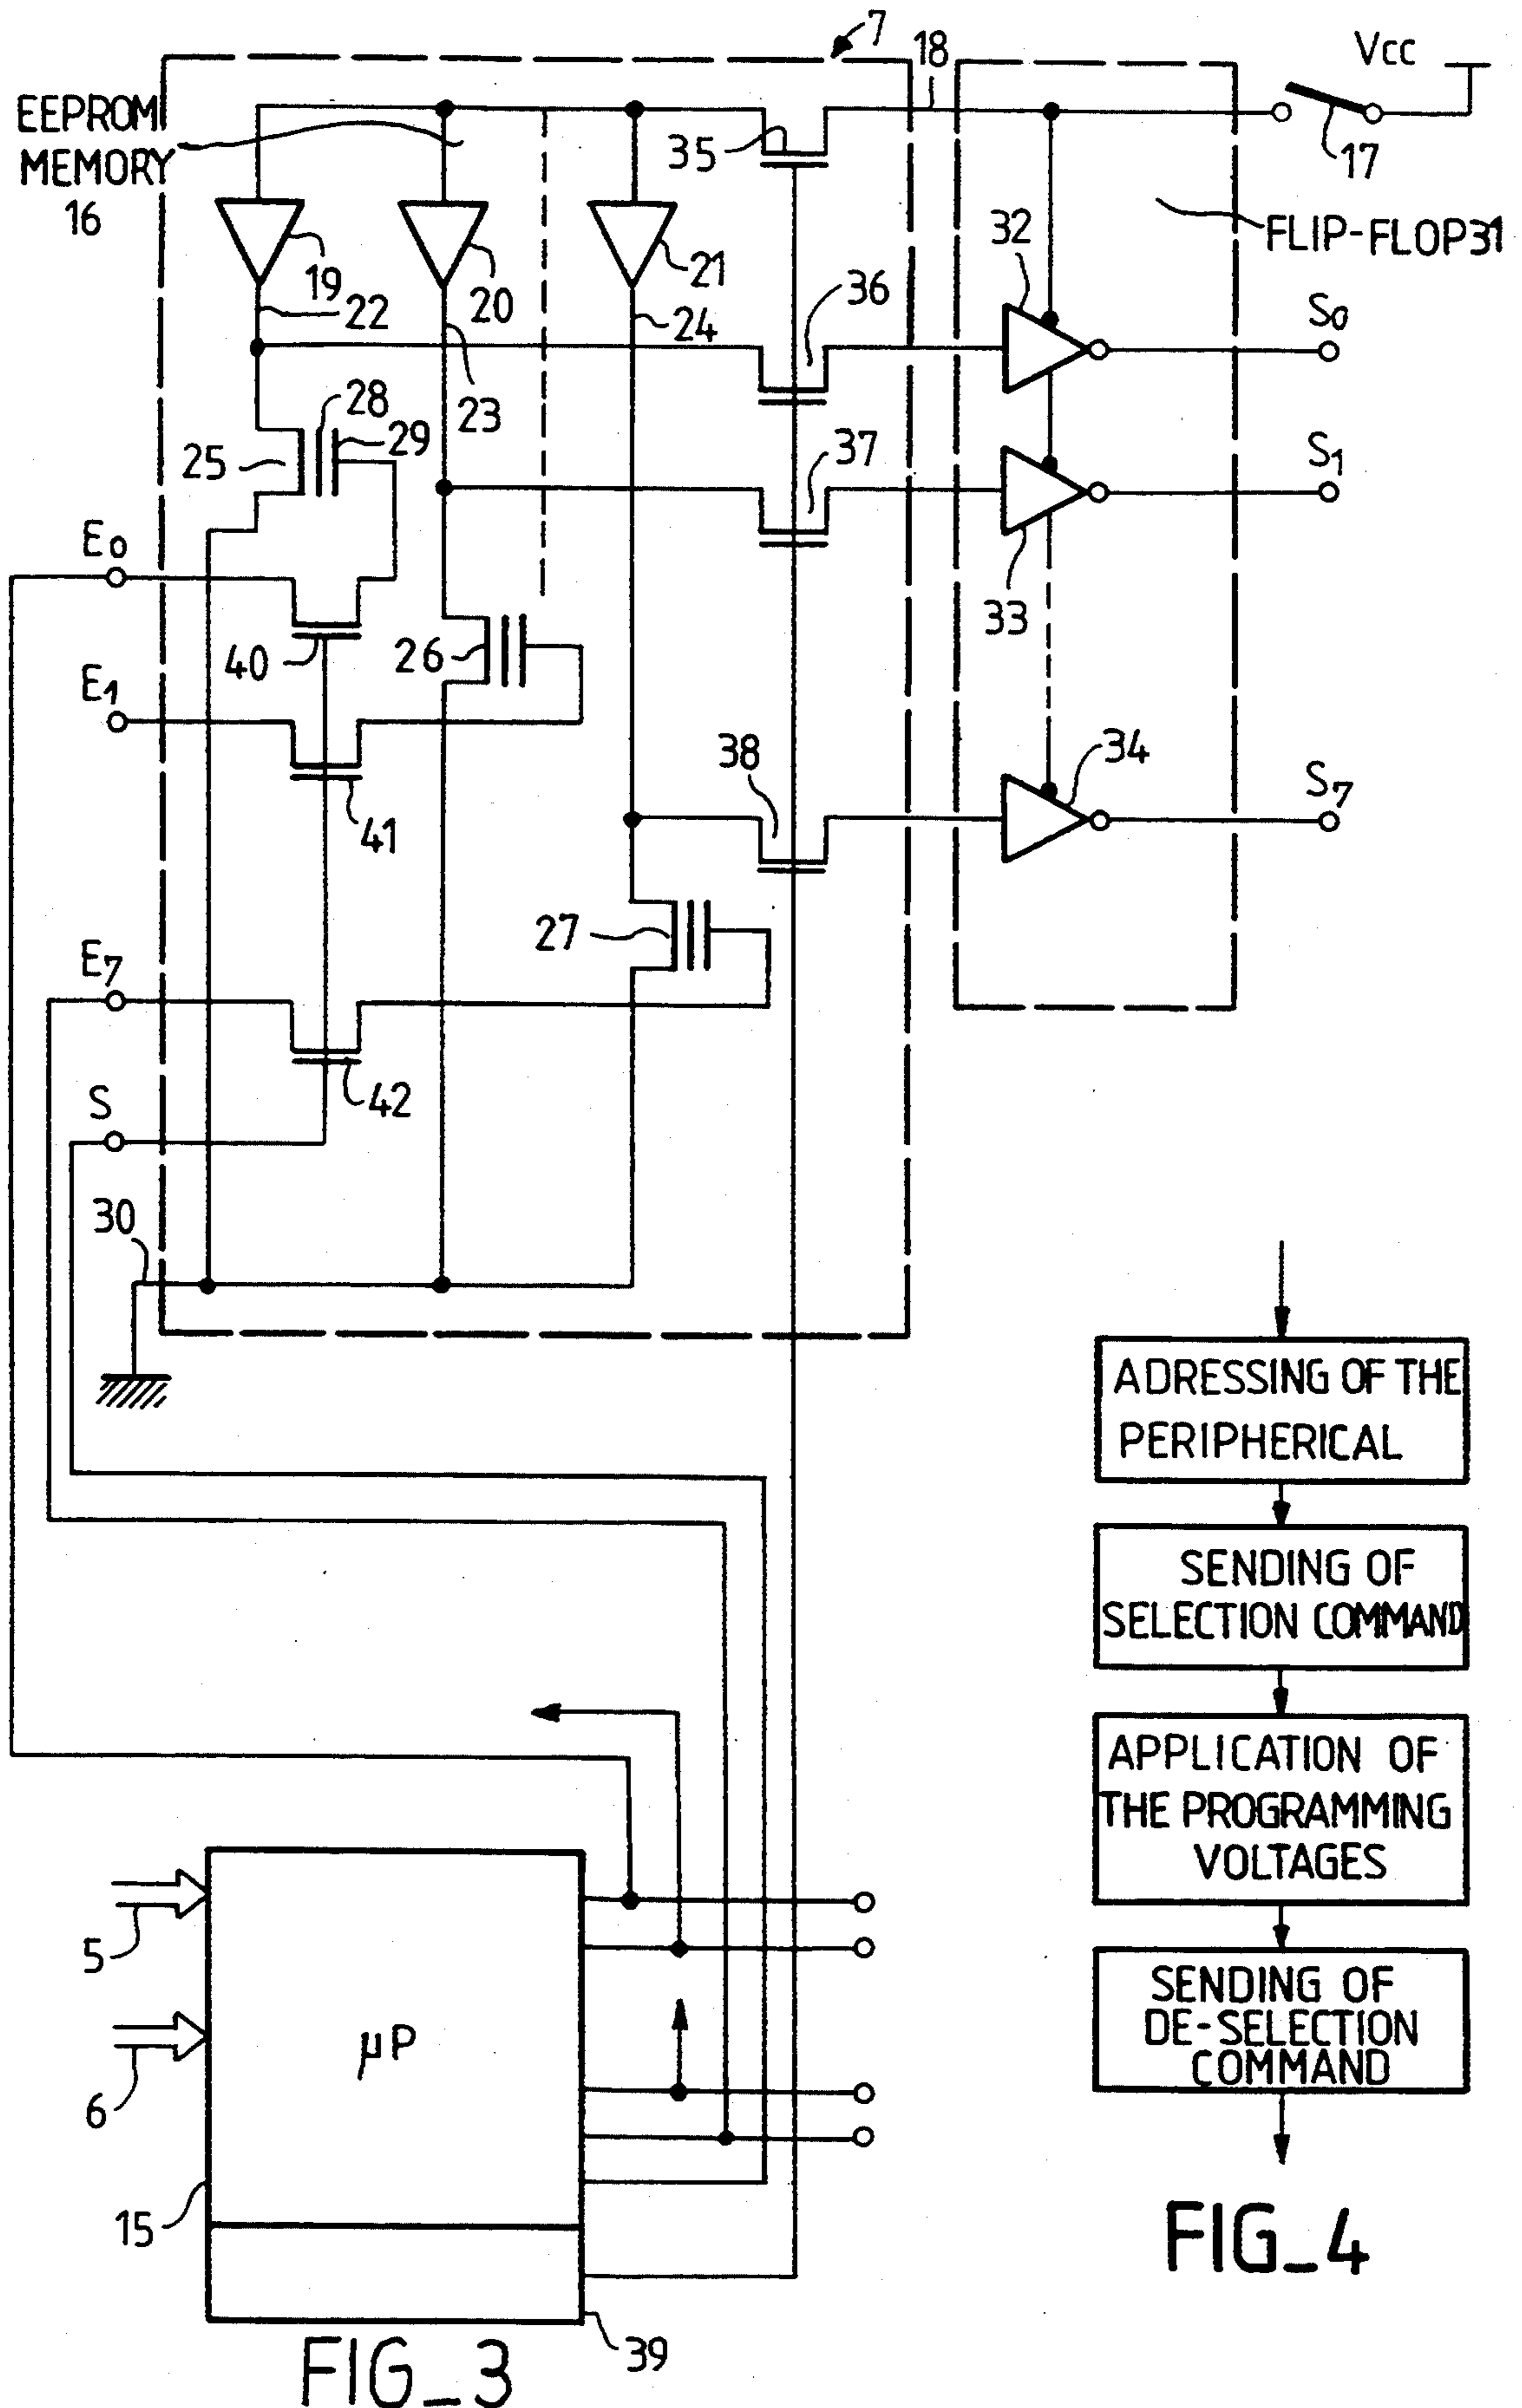 7
18
Vcc
EEPROM
MEMORY
16
35
17
32
FLIP-FLOP31
19
20
21
36
22
24
S0
28
23
29
25
37
S1
E0
33
40
26
E1
38
34
S7
41
27
E7
42
S
30
ADRESSING OF THE
PERIPHERICAL
SENDING OF
SELECTION COMMAND
APPLICATION OF
THE PROGRAMMING
VOLTAGES
5
SENDING OF
DE-SELECTION
COMMAND
μP
6
15
FIG_4
39
FIG_3